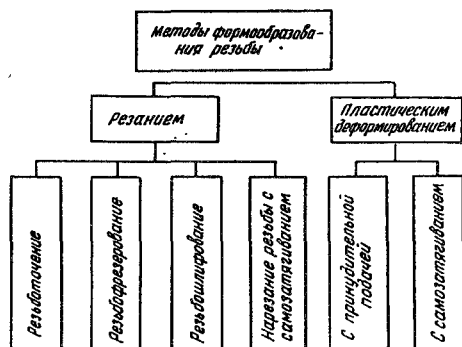 Методы формообразова-
ния резьбы
Резанием
Пластическим
деформированием
Резьботочение
Резьбофрезерование
Резьбошлифование
Нарезание резьбы с
самозатягиванием
С принудительной
подачей
С самозатягиванием